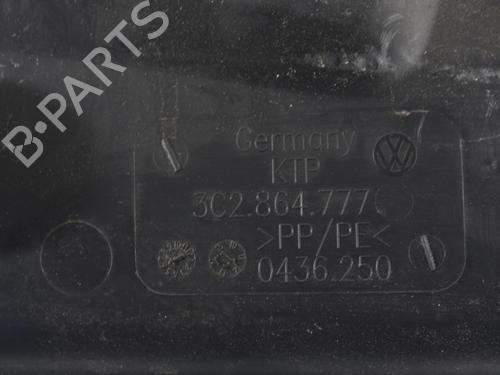 B-PARTS
Germany
KTP
3C2.864.777
>PP/PE<
0436.250